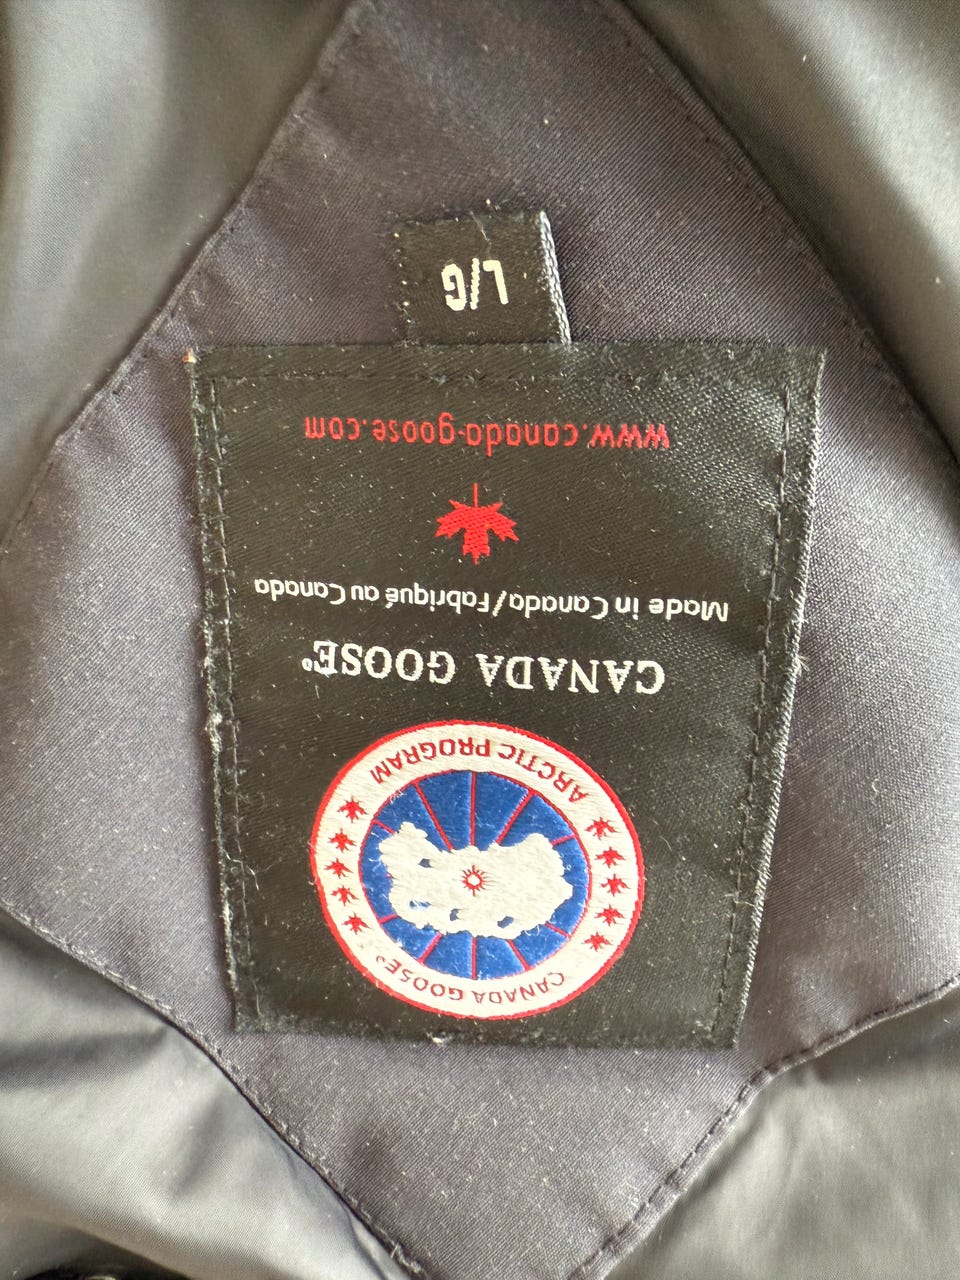 CANADA GOOSE®
ARCTIC PROGRAM
CANADA GOOSE®
Made in Canada/Fabriqué au Canada
www.canada-goose.com
L/G